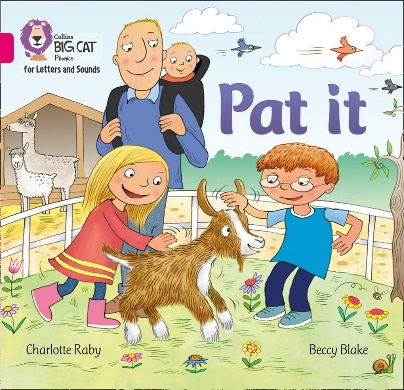 Collins
BIG CAT
Phonics
for Letters and Sounds
Pat it
Charlotte Raby
Beccy Blake